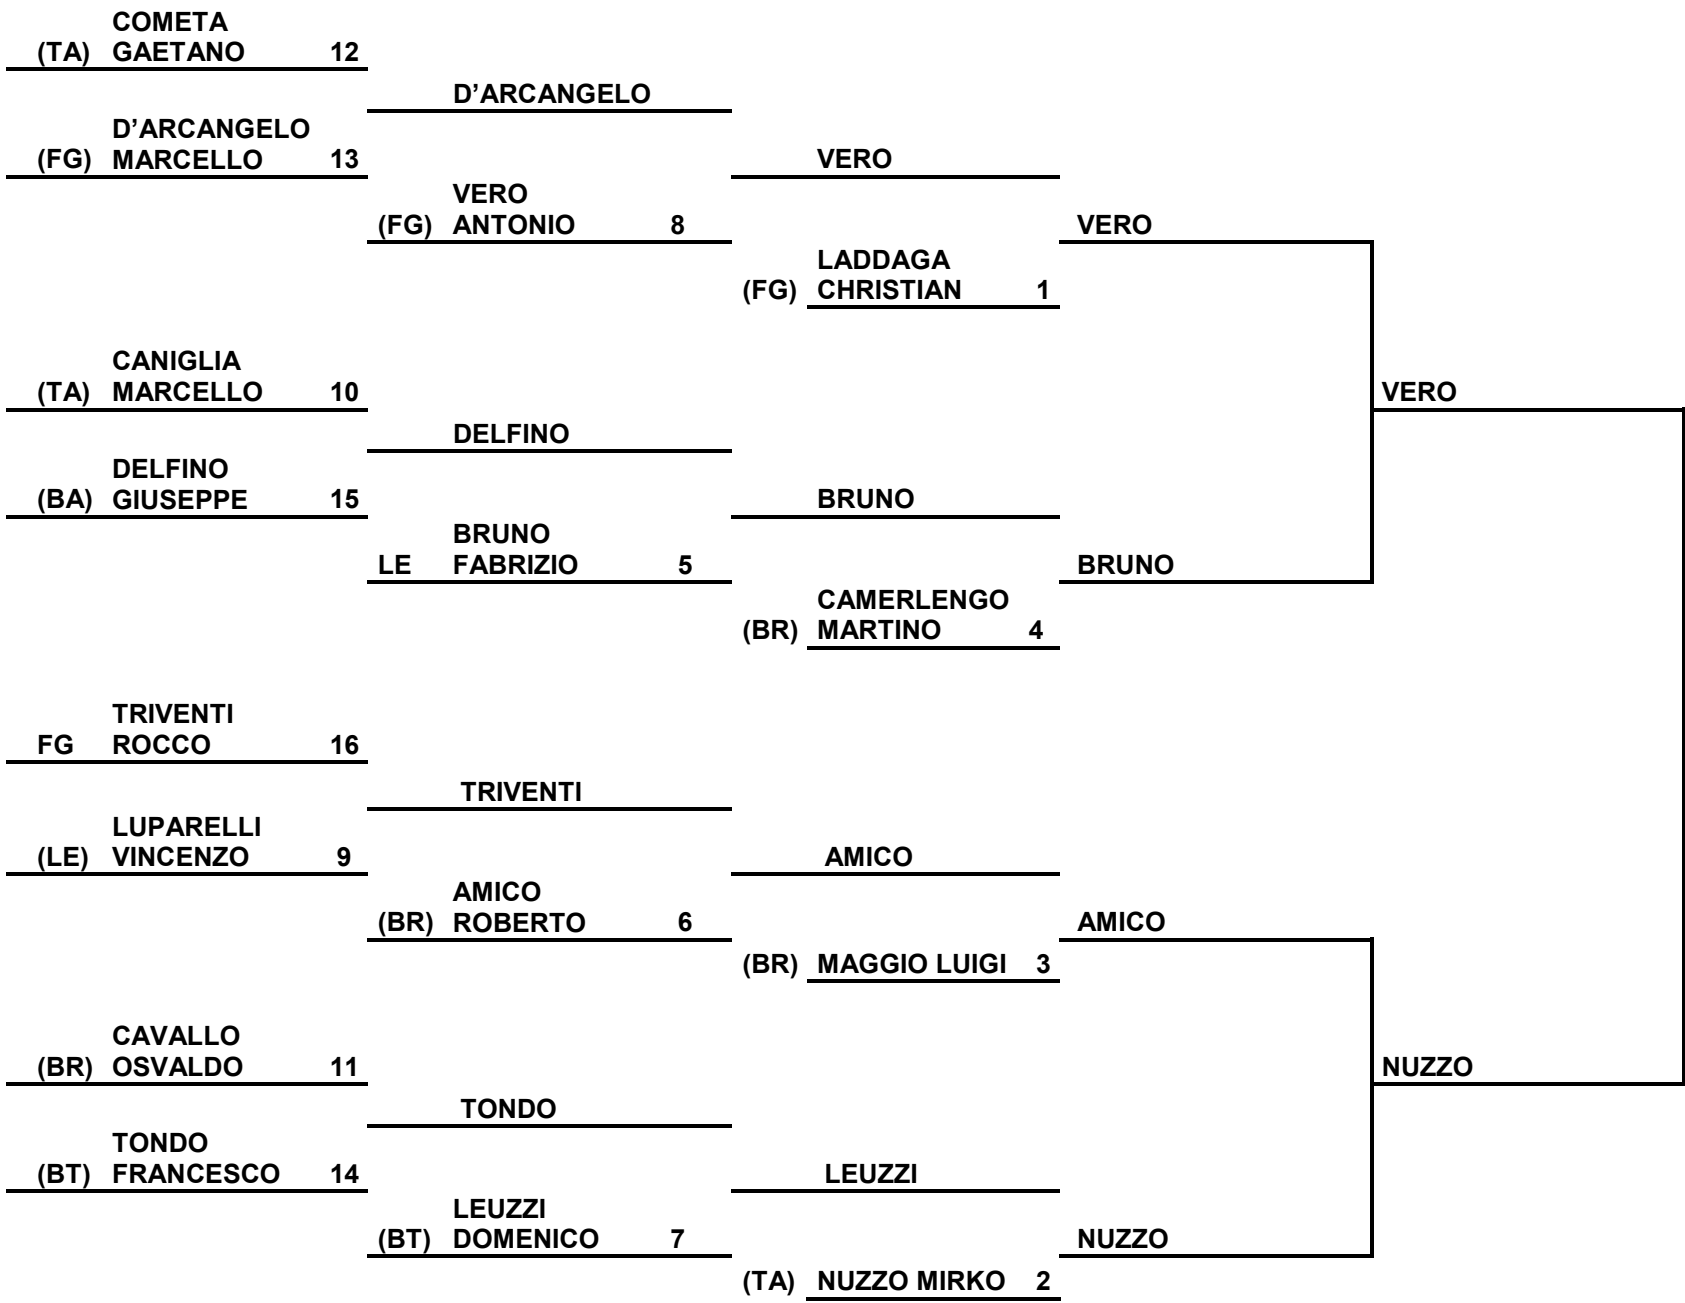 COMETA
(TA) GAETANO 12
D’ARCANGELO
D’ARCANGELO
(FG) MARCELLO 13
VERO
VERO
(FG) ANTONIO 8
VERO
LADDAGA
(FG) CHRISTIAN 1
CANIGLIA
(TA) MARCELLO 10
VERO
DELFINO
DELFINO
(BA) GIUSEPPE 15
BRUNO
BRUNO
LE FABRIZIO 5
BRUNO
CAMERLENGO
(BR) MARTINO 4
TRIVENTI
FG ROCCO 16
TRIVENTI
LUPARELLI
(LE) VINCENZO 9
AMICO
AMICO
(BR) ROBERTO 6
AMICO
(BR) MAGGIO LUIGI 3
CAVALLO
(BR) OSVALDO 11
NUZZO
TONDO
TONDO
(BT) FRANCESCO 14
LEUZZI
LEUZZI
(BT) DOMENICO 7
NUZZO
(TA) NUZZO MIRKO 2